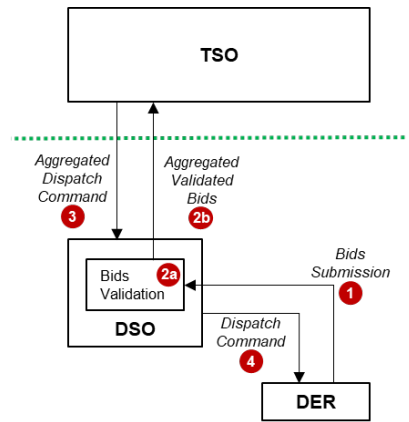 TSO
Aggregated
Dispatch
Command
3
Aggregated
Validated
Bids
2b
Bids
Validation
2a
DSO
Bids
Submission
1
Dispatch
Command
4
DER